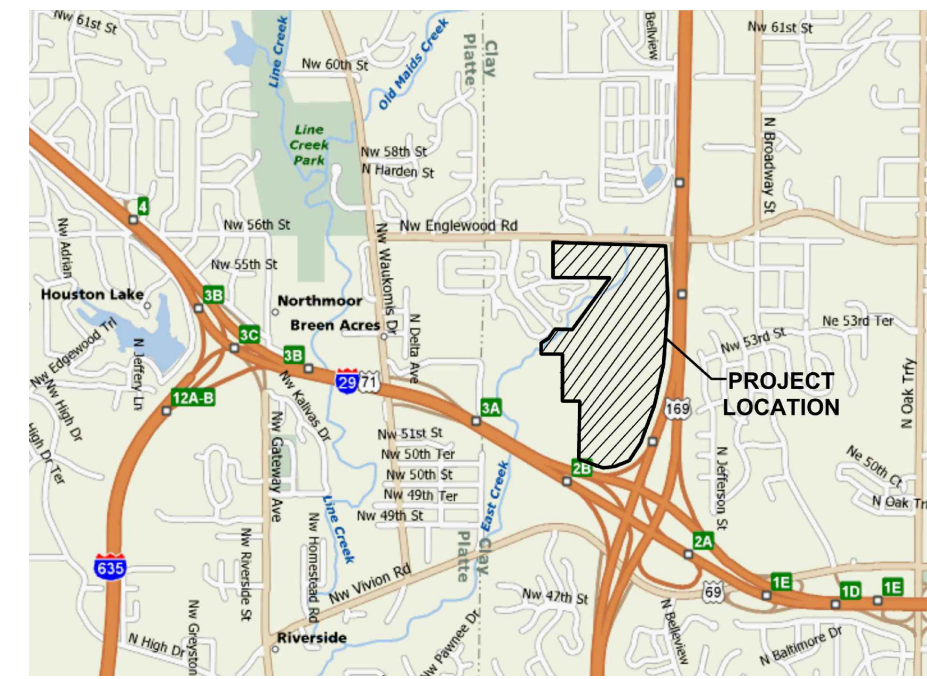 Nw 61st St
Line Creek
Nw 60th St
Old Maids Creek
Clay
Platte
N Bellview
Nw 61st St
N Broadway St
Line
Creek
Park
Nw 58th St
N Harden St
Nw 56th St
Nw Englewood Rd
Nw Adrian
4
Nw 55th St
Nw Waukomis Dr
Houston Lake
3B
Northmoor
Breen Acres
N Delta Ave
Nw Edgewood Trl
N Jeffery Ln
3C
3B
29
71
Nw 53rd St
Ne 53rd Ter
N Oak Trfy
PROJECT
LOCATION
Nw High Dr
High Dr Ter
12A-B
Nw Kalivas Dr
Nw Gateway Ave
3A
169
Nw 51st St
Nw 50th Ter
Nw 50th St
Nw 49th Ter
Nw 49th St
East Creek
2B
N Jefferson St
Ne 50th Ct
N Oak Trf
Line Creek
Platte
Clay
2A
635
Nw Riverside St
Nw Homestead Rd
Nw Vivion Rd
Nw 47th St
69
1E
1D
1E
Nw Greyston
N High Dr
Riverside
Nw Pawnee Dr
N Belleview
N Baltimore Dr